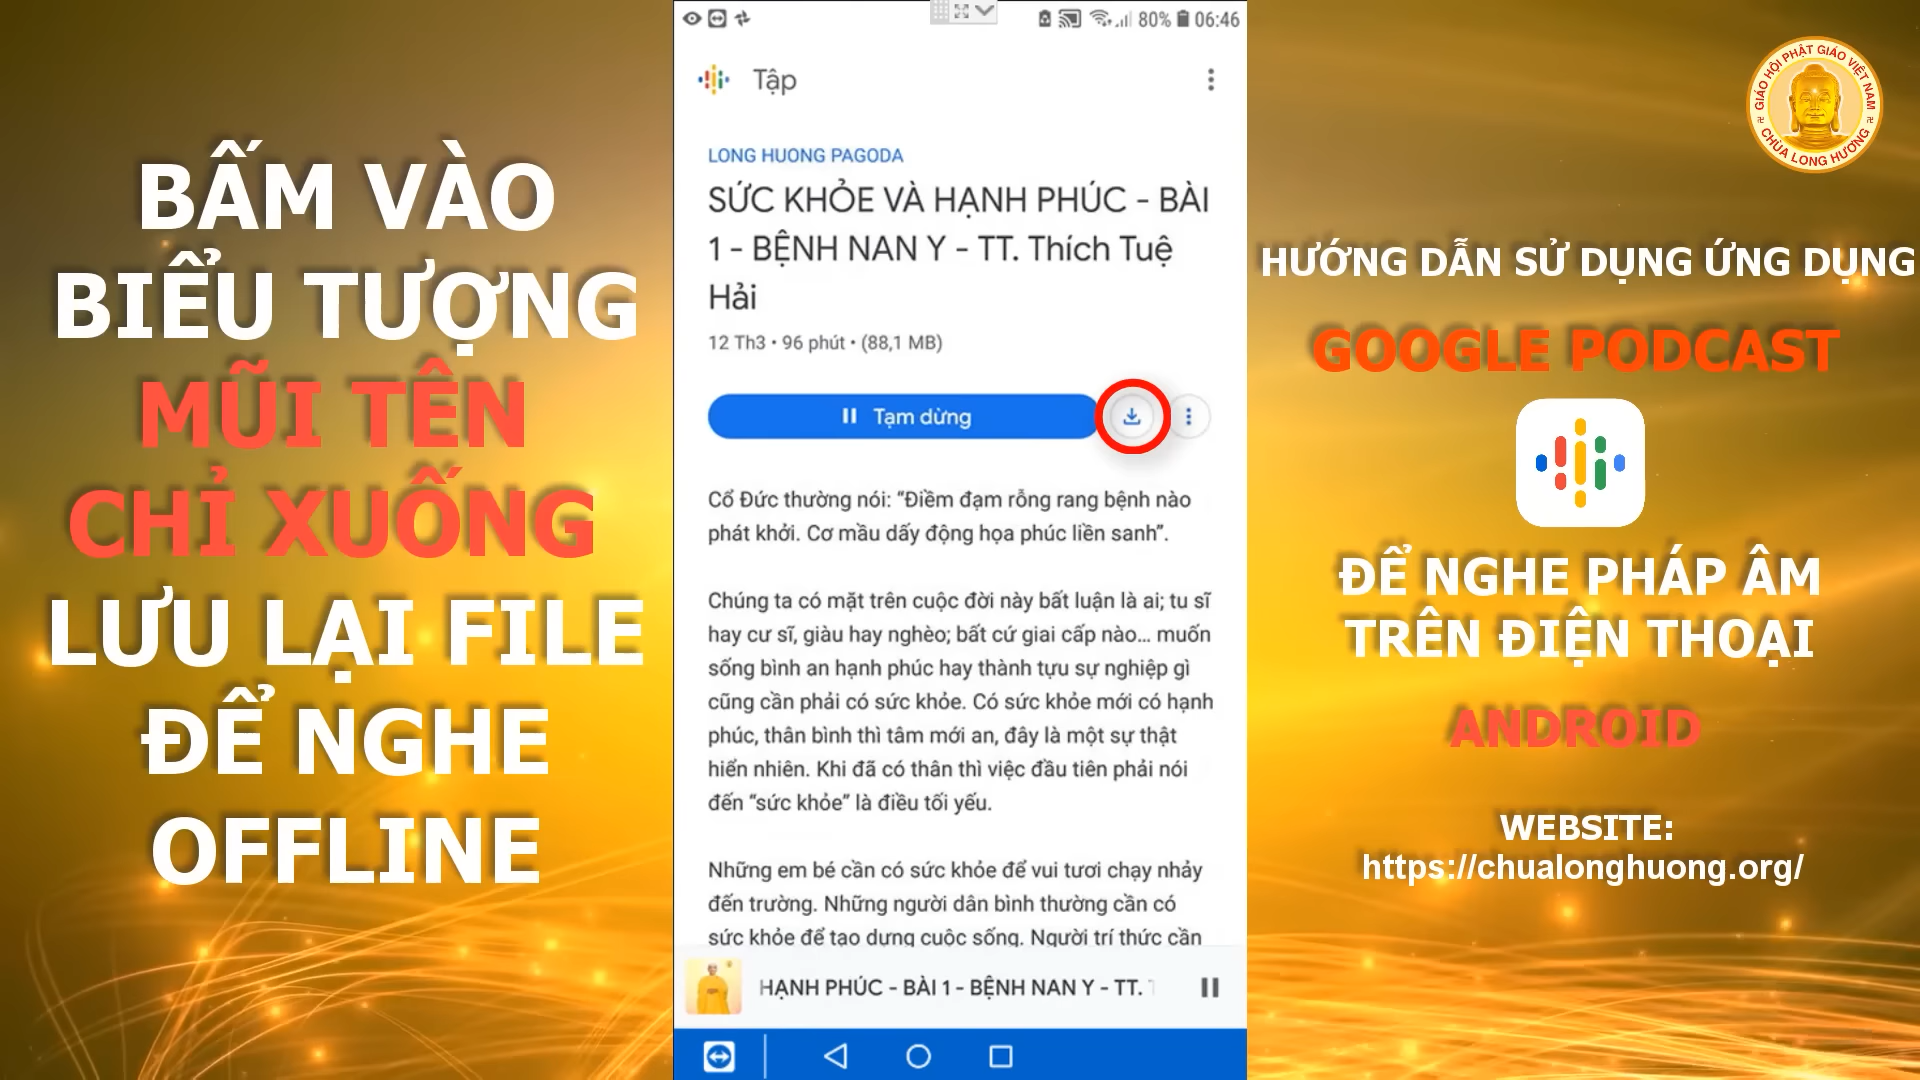 BẤM VÀO
BIỂU TƯỢNG
MŨI TÊN
CHỈ XUỐNG
LƯU LẠI FILE
ĐỂ NGHE
OFFLINE
80% 06:46
Tập
LONG HUONG PAGODA
SỨC KHỎE VÀ HẠNH PHÚC - BÀI
1 - BỆNH NAN Y - TT. Thích Tuệ
Hải
12 Th3 • 96 phút • (88,1 MB)
Tạm dừng
Cổ Đức thường nói: “Điềm đạm rỗng rang bệnh nào
phát khởi. Cơ mầu dấy động họa phúc liền sanh”.
Chúng ta có mặt trên cuộc đời này bất luận là ai; tu sĩ
hay cư sĩ, giàu hay nghèo; bất cứ giai cấp nào... muốn
sống bình an hạnh phúc hay thành tựu sự nghiệp gì
cũng cần phải có sức khỏe. Có sức khỏe mới có hạnh
phúc, thân bình thì tâm mới an, đây là một sự thật
hiển nhiên. Khi đã có thân thì việc đầu tiên phải nói
đến “sức khỏe” là điều tối yếu.
Những em bé cần có sức khỏe để vui tươi chạy nhảy
đến trường. Những người dân bình thường cần có
sức khỏe để tạo dựng cuộc sống. Người trí thức cần
HẠNH PHÚC - BÀI 1 - BỆNH NAN Y - TT.
GIÁO HỘI PHẬT GIÁO VIỆT NAM
CHÙA LONG HƯƠNG
HƯỚNG DẪN SỬ DỤNG ỨNG DỤNG
GOOGLE PODCAST
ĐỂ NGHE PHÁP ÂM
TRÊN ĐIỆN THOẠI
ANDROID
WEBSITE:
https://chualonghuong.org/